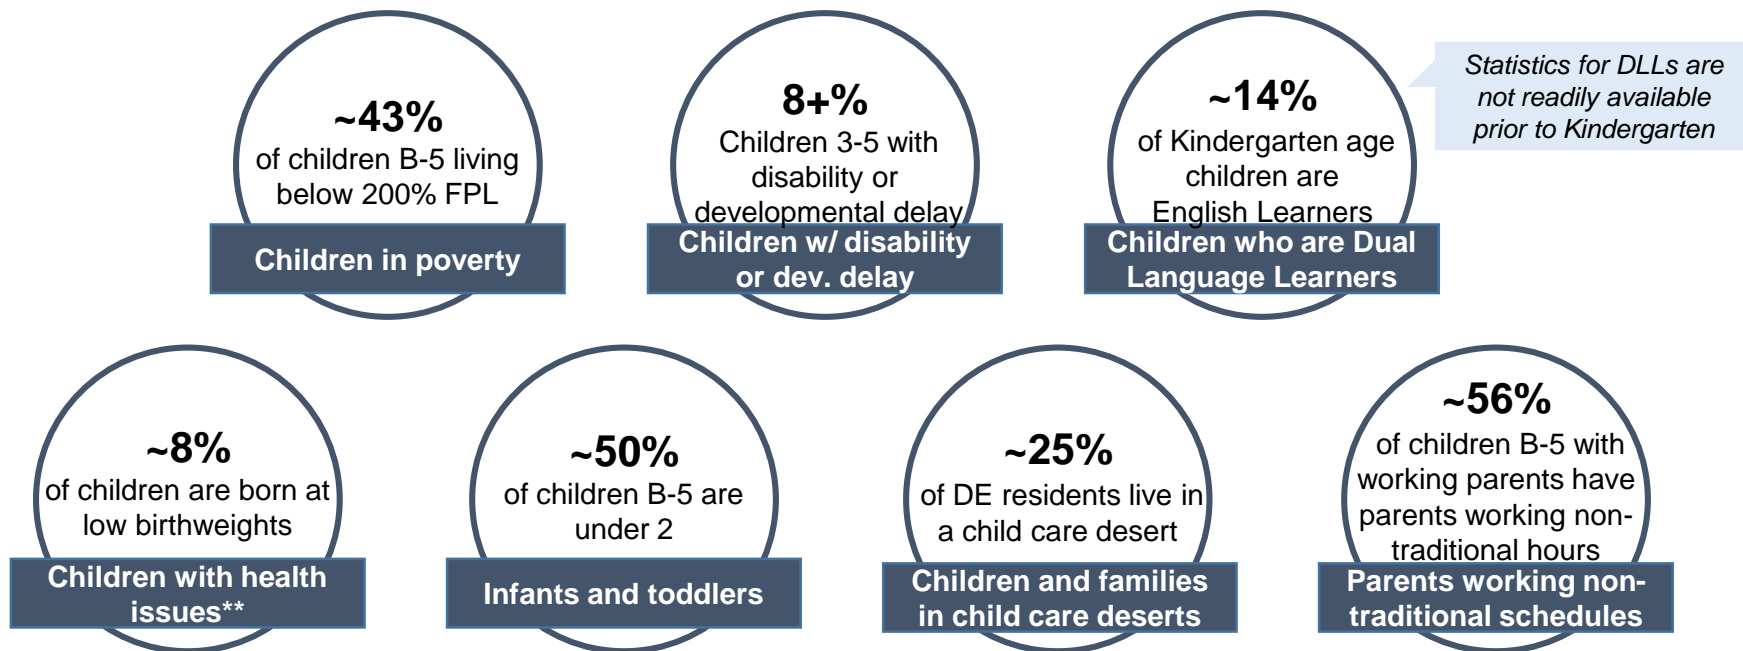 ~43%
of children B-5 living
below 200% FPL
Children in poverty
8+%
Children 3-5 with
disability or
developmental delay
Children w/ disability
or dev. delay
~14%
of Kindergarten age
children are
English Learners
Children who are Dual
Language Learners
Statistics for DLLs are
not readily available
prior to Kindergarten
~8%
of children are born at
low birthweights
Children with health
issues**
~50%
of children B-5 are
under 2
Infants and toddlers
~25%
of DE residents live in
a child care desert
Children and families
in child care deserts
~56%
of children B-5 with
working parents have
parents working non-
traditional hours
Parents working non-
traditional schedules